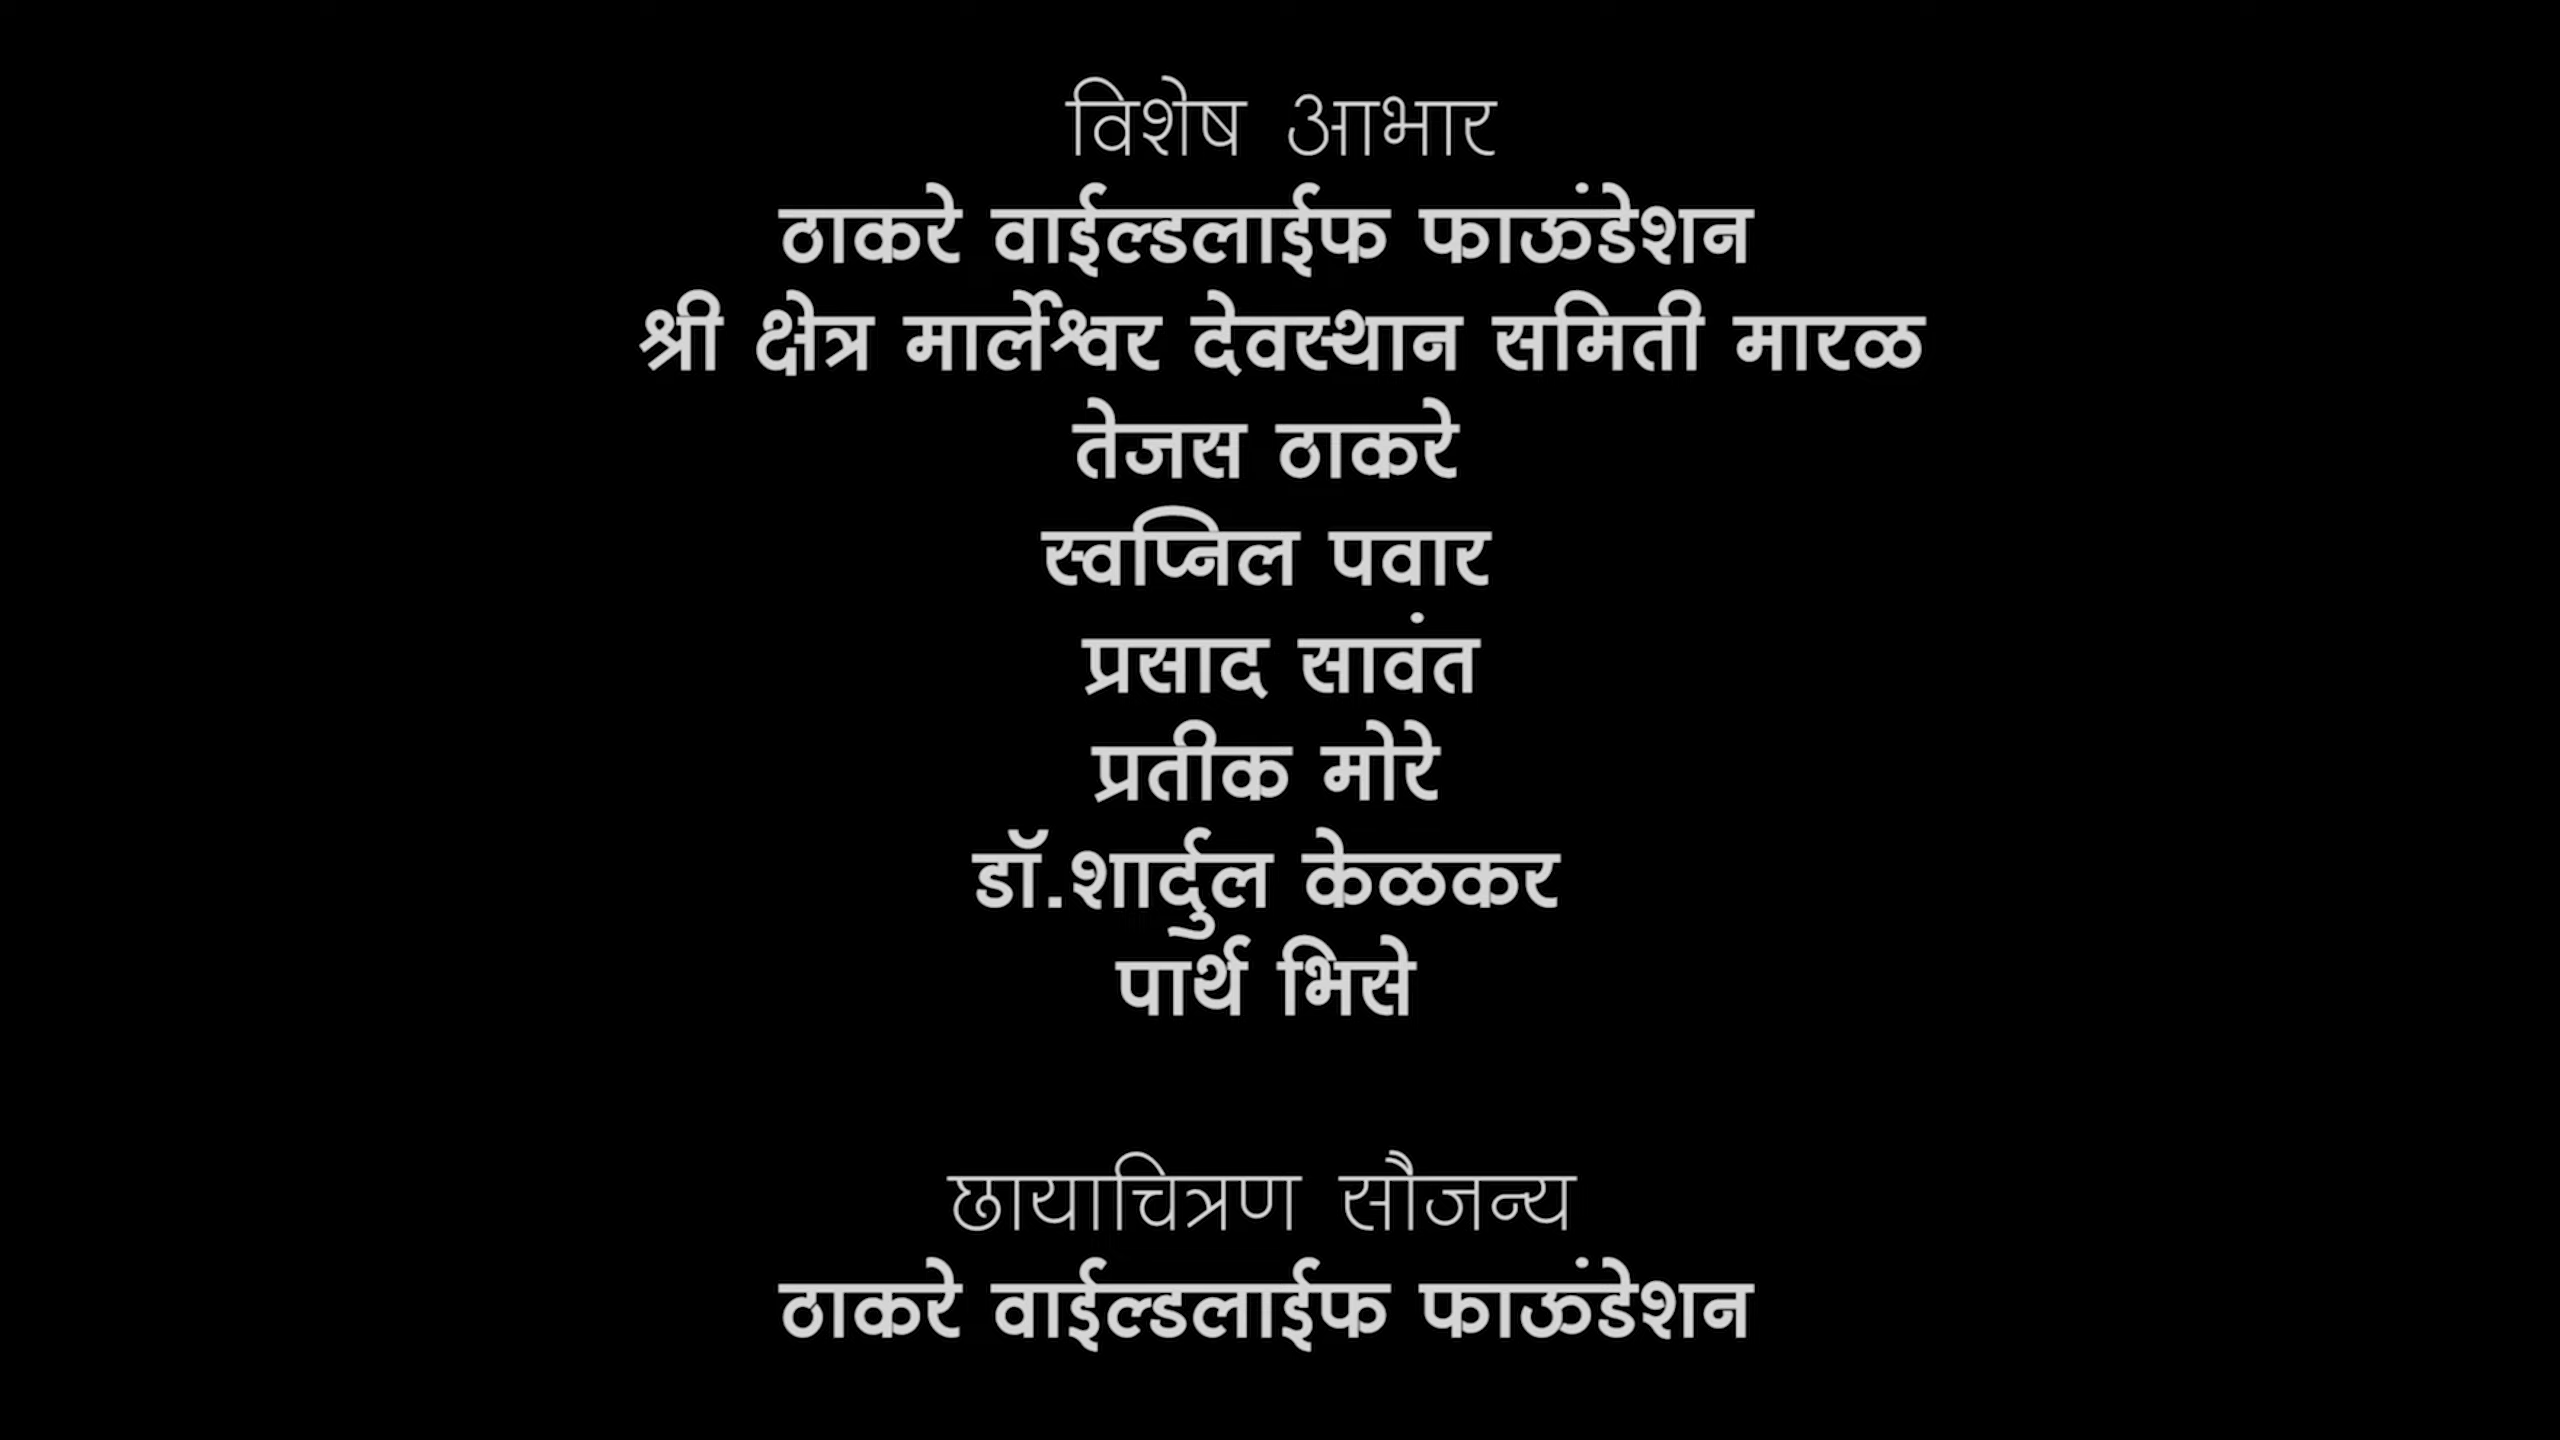 विशेष आभार
ठाकरे वाईल्डलाईफ फाऊंडेशन
श्री क्षेत्र मार्लेश्वर देवस्थान समिती मारळ
तेजस ठाकरे
स्वप्निल पवार
प्रसाद सावंत
प्रतीक मोरे
डॉ.शार्दुल केळकर
पार्थ भिसे
छायाचित्रण सौजन्य
ठाकरे वाईल्डलाईफ फाऊंडेशन